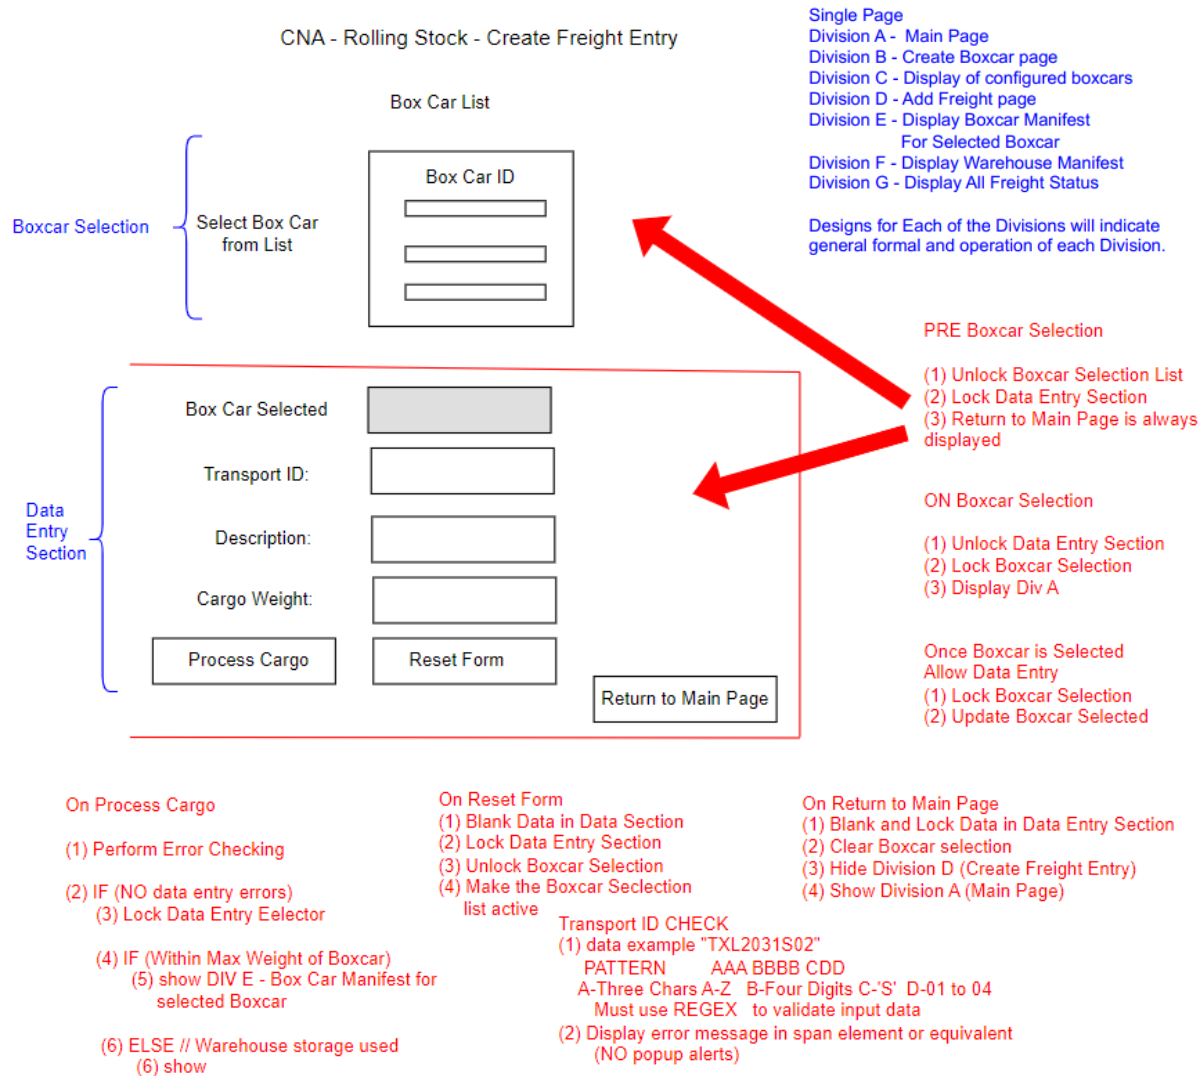 CNA - Rolling Stock - Create Freight Entry
Single Page
Division A - Main Page
Division B - Create Boxcar page
Division C - Display of configured boxcars
Division D - Add Freight page
Division E - Display Boxcar Manifest
For Selected Boxcar
Division F - Display Warehouse Manifest
Division G - Display All Freight Status
Designs for Each of the Divisions will indicate
general formal and operation of each Division.
Box Car List
Box Car ID
Boxcar Selection
Select Box Car
from List
PRE Boxcar Selection
(1) Unlock Boxcar Selection List
(2) Lock Data Entry Section
(3) Return to Main Page is always
displayed
Box Car Selected
Transport ID:
Data
Entry
Section
Description:
Cargo Weight:
Process Cargo
Reset Form
Return to Main Page
ON Boxcar Selection
(1) Unlock Data Entry Section
(2) Lock Boxcar Selection
(3) Display Div A
Once Boxcar is Selected
Allow Data Entry
(1) Lock Boxcar Selection
(2) Update Boxcar Selected
On Process Cargo
(1) Perform Error Checking
(2) IF (NO data entry errors)
(3) Lock Data Entry Eelector
(4) IF (Within Max Weight of Boxcar)
(5) show DIV E - Box Car Manifest for
selected Boxcar
(6) ELSE // Warehouse storage used
(6) show
On Reset Form
(1) Blank Data in Data Section
(2) Lock Data Entry Section
(3) Unlock Boxcar Selection
(4) Make the Boxcar Seclection
list active
On Return to Main Page
(1) Blank and Lock Data in Data Entry Section
(2) Clear Boxcar selection
(3) Hide Division D (Create Freight Entry)
(4) Show Division A (Main Page)
Transport ID CHECK
(1) data example "TXL2031S02"
PATTERN AAA BBBB CDD
A-Three Chars A-Z B-Four Digits C-'S' D-01 to 04
Must use REGEX to validate input data
(2) Display error message in span element or equivalent
(NO popup alerts)